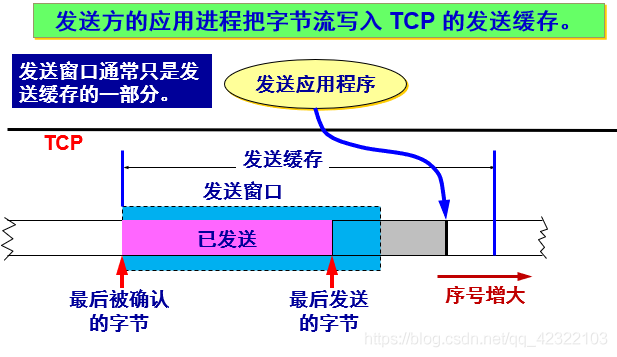 发送方的应用进程把字节流写入 TCP 的发送缓存。
发送窗口通常只是发
送缓存的一部分。
发送应用程序
TCP
发送缓存
发送窗口
已发送
最后被确认
的字节
最后发送
的字节
序号增大
https://blog.csdn.net/qq_42322103